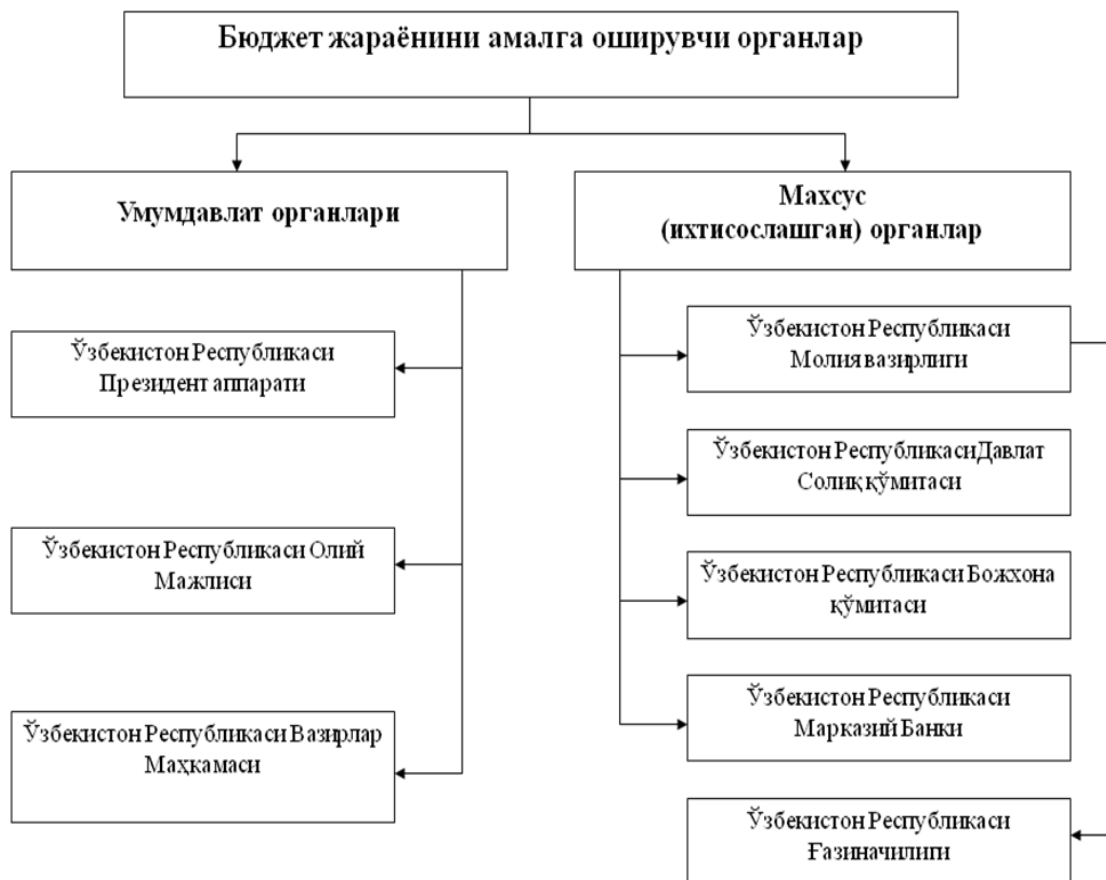 Бюджет жараёнини амалга оширувчи органлар
Умумдавлат органлари
Ўзбекистон Республикаси
Президент аппарати
Ўзбекистон Республикаси Олий
Мажлиси
Ўзбекистон Республикаси Вазирлар
Маҳкамаси
Махсус
(ихтисослашган) органлар
Ўзбекистон Республикаси
Молия вазирлиги
Ўзбекистон Республикаси Давлат
Солиқ қўмитаси
Ўзбекистон Республикаси Божхона
қўмитаси
Ўзбекистон Республикаси
Марказий Банки
Ўзбекистон Республикаси
Ғазиначилиги